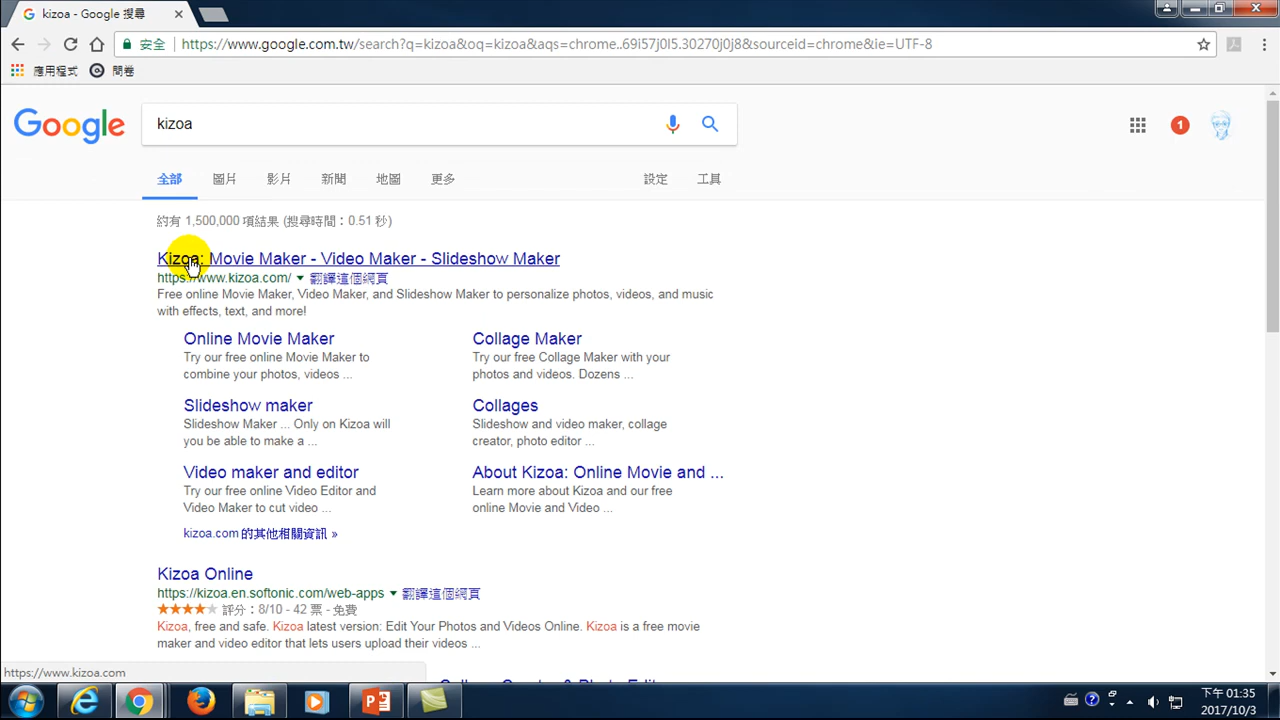 kizoa - Google 搜尋
安全 https://www.google.com.tw/search?q=kizoa&oq=kizoa&aqs=chrome..69i57j0l5.30270j0j8&sourceid=chrome&ie=UTF-8
應用程式 問卷
Google kizoa 1
全部 圖片 影片 新聞 地圖 更多 設定 工具
約有 1,500,000 項結果 (搜尋時間：0.51 秒)
Kizoa: Movie Maker - Video Maker - Slideshow Maker
https://www.kizoa.com/ 翻譯這個網頁
Free online Movie Maker, Video Maker, and Slideshow Maker to personalize photos, videos, and music
with effects, text, and more!
Online Movie Maker
Try our free online Movie Maker to
combine your photos, videos ...
Collage Maker
Try our free Collage Maker with your
photos and videos. Dozens ...
Slideshow maker
Slideshow Maker ... Only on Kizoa will
you be able to make a ...
Collages
Slideshow and video maker, collage
creator, photo editor ...
Video maker and editor
Try our free online Video Editor and
Video Maker to cut video ...
About Kizoa: Online Movie and ...
Learn more about Kizoa and our free
online Movie and Video ...
kizoa.com 的其他相關資訊 »
Kizoa Online
https://kizoa.en.softonic.com/web-apps 翻譯這個網頁
評分：8/10 - 42 票 - 免費
Kizoa, free and safe. Kizoa latest version: Edit Your Photos and Videos Online. Kizoa is a free movie
maker and video editor that lets users upload their videos ...
https://www.kizoa.com
下午 01:35
2017/10/3